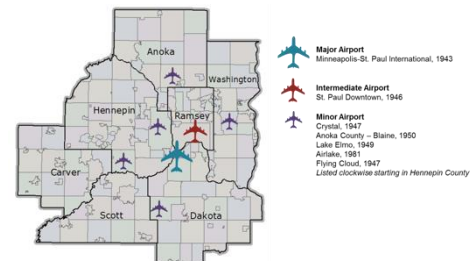 Anoka
Washington
Hennepin
Ramsey
Carver
Scott
Dakota
Major Airport
Minneapolis-St. Paul International, 1943
Intermediate Airport
St. Paul Downtown, 1946
Minor Airport
Crystal, 1947
Anoka County – Blaine, 1950
Lake Elmo, 1949
Airlake, 1981
Flying Cloud, 1947
Listed clockwise starting in Hennepin County